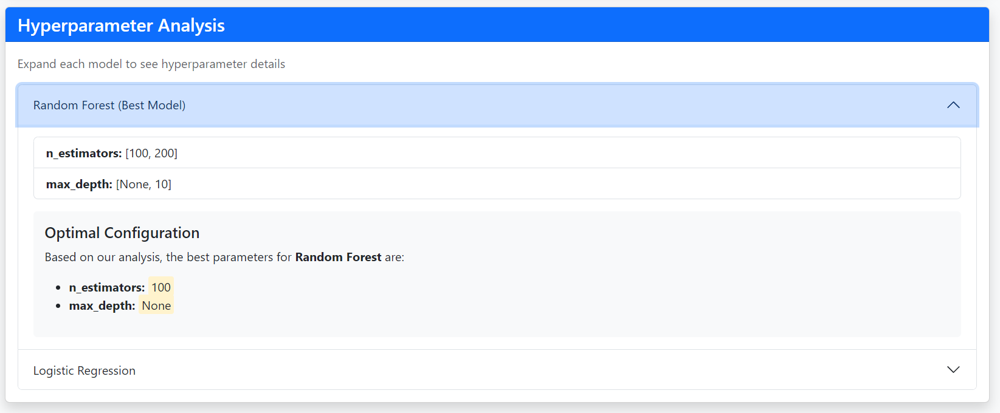 Hyperparameter Analysis
Expand each model to see hyperparameter details
Random Forest (Best Model)
n_estimators: [100, 200]
max_depth: [None, 10]
Optimal Configuration
Based on our analysis, the best parameters for Random Forest are:
n_estimators: 100
max_depth: None
Logistic Regression